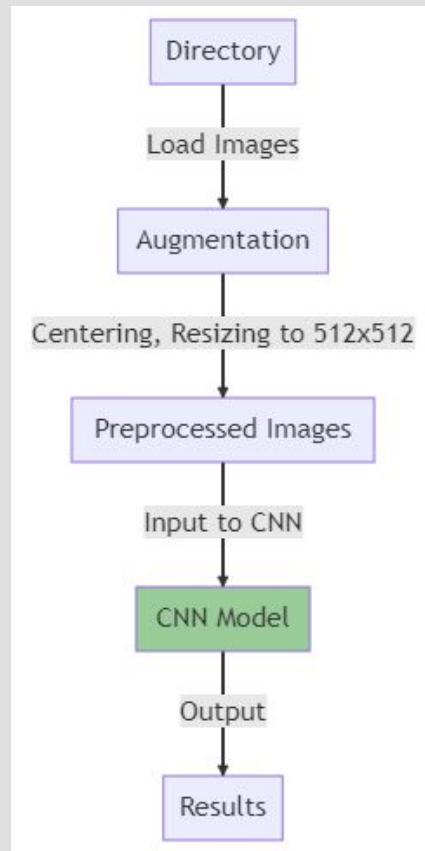 Directory
Load Images
Augmentation
Centering, Resizing to 512x512
Preprocessed Images
Input to CNN
CNN Model
Output
Results